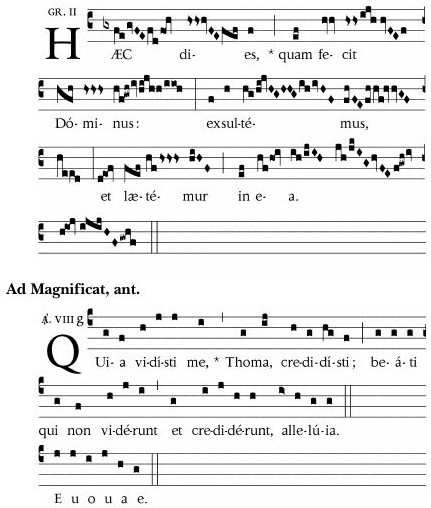 GR. II
HÆC di- es, * quam fe- cit
Dó- mi- nus: exsul-té- mus,
et læ- té- mur in e- a.
Ad Magnificat, ant.
Ⱥ. VIII g
QUi- a vi-dí-sti me, * Thoma, cre-di-dí-sti; be- á- ti
qui non vi-dé-runt et cre-di-dé-runt, alle-lú-ia.
E u o u a e.